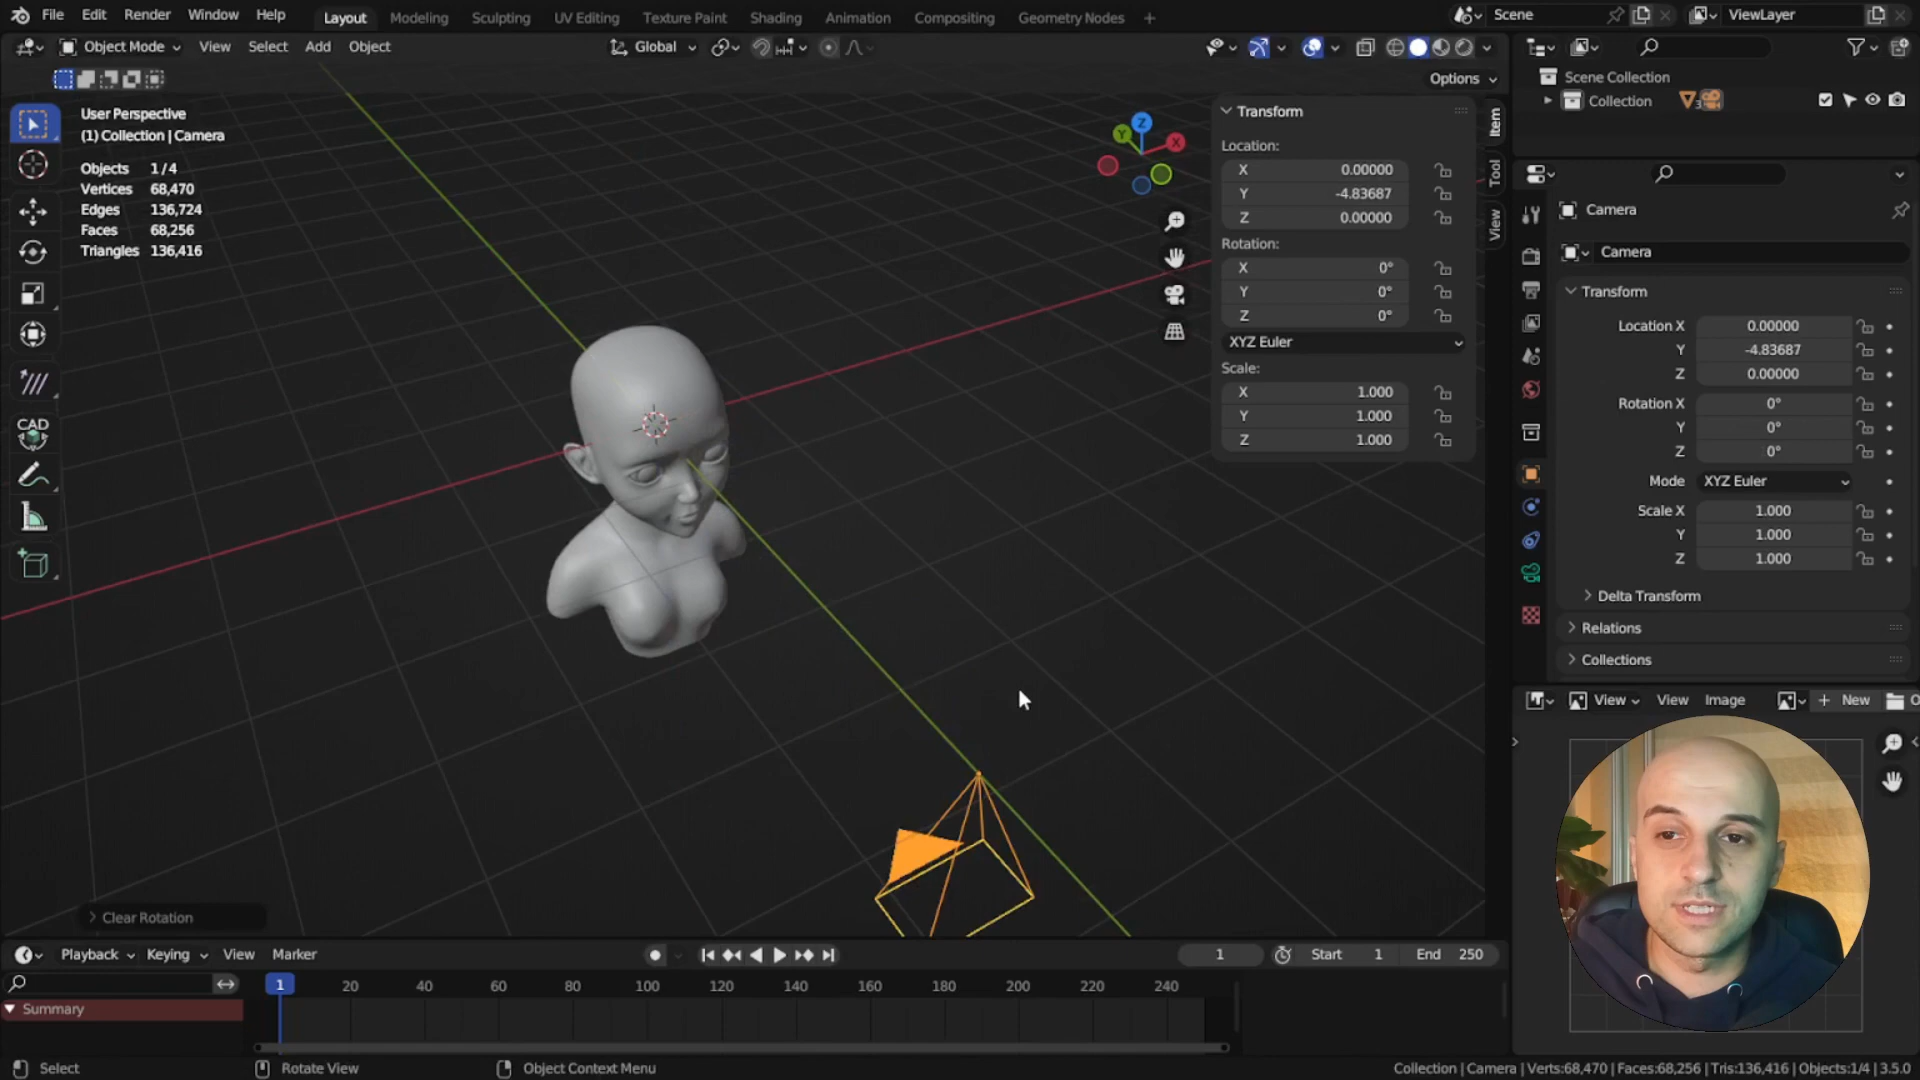 File Edit Render Window Help Layout Modeling Sculpting UV Editing Texture Paint Shading Animation Compositing Geometry Nodes + Scene ViewLayer
Object Mode View Select Add Object Global
Options
User Perspective
(1) Collection | Camera
Objects 1/4
Vertices 68,470
Edges 136,724
Faces 68,256
Triangles 136,416
CAD
Clear Rotation
Z
Y
X
Transform
Location:
X 0.00000
Y -4.83687
Z 0.00000
Rotation:
X 0°
Y 0°
Z 0°
XYZ Euler
Scale:
X 1.000
Y 1.000
Z 1.000
Item
Tool
View
Scene Collection
Collection 3
Camera
Camera
Transform
Location X 0.00000
Y -4.83687
Z 0.00000
Rotation X 0°
Y 0°
Z 0°
Mode XYZ Euler
Scale X 1.000
Y 1.000
Z 1.000
Delta Transform
Relations
Collections
View View Image + New O
Playback Keying View Marker 1 Start 1 End 250
1 20 40 60 80 100 120 140 160 180 200 220 240
Summary
Select Rotate View Object Context Menu Collection | Camera | Verts:68,470 | Faces:68,256 | Tris:136,416 | Objects:1/4 | 3.5.0